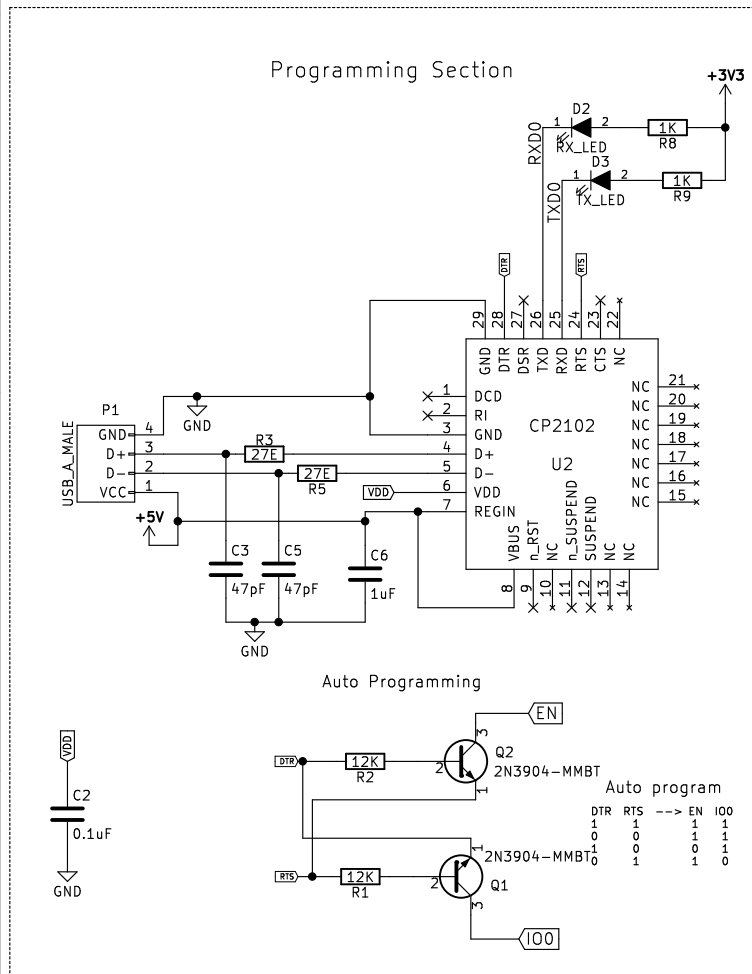 Programming Section
+3V3
D2
1 2
1K
RX_LED
R8
RXD0
D3
1 2
1K
TX_LED
R9
TXD0
DTR
RTS
29 28 27 26 25 24 23 22
GND DTR DSR TXD RXD RTS CTS NC
1 DCD
2 RI
3 GND
4 D+
5 D-
6 VDD
7 REGIN
CP2102
U2
NC 21
NC 20
NC 19
NC 18
NC 17
NC 16
NC 15
VBUS n_RST NC n_SUSPEND SUSPEND NC NC
8 9 10 11 12 13 14
P1
USB_A_MALE
GND 4
D+ 3
D- 2
VCC 1
GND
R3
27E
27E
R5
VDD
+5V
C3
47pF
C5
47pF
C6
1uF
GND
Auto Programming
EN
VDD
C2
0.1uF
GND
DTR
12K
R2
2
3
1
Q2
2N3904-MMBT
RTS
12K
R1
2
1
3
2N3904-MMBT
Q1
IO0
Auto program
DTR RTS --> EN IO0
1 1 1 1
0 0 1 1
1 0 0 1
0 1 1 0